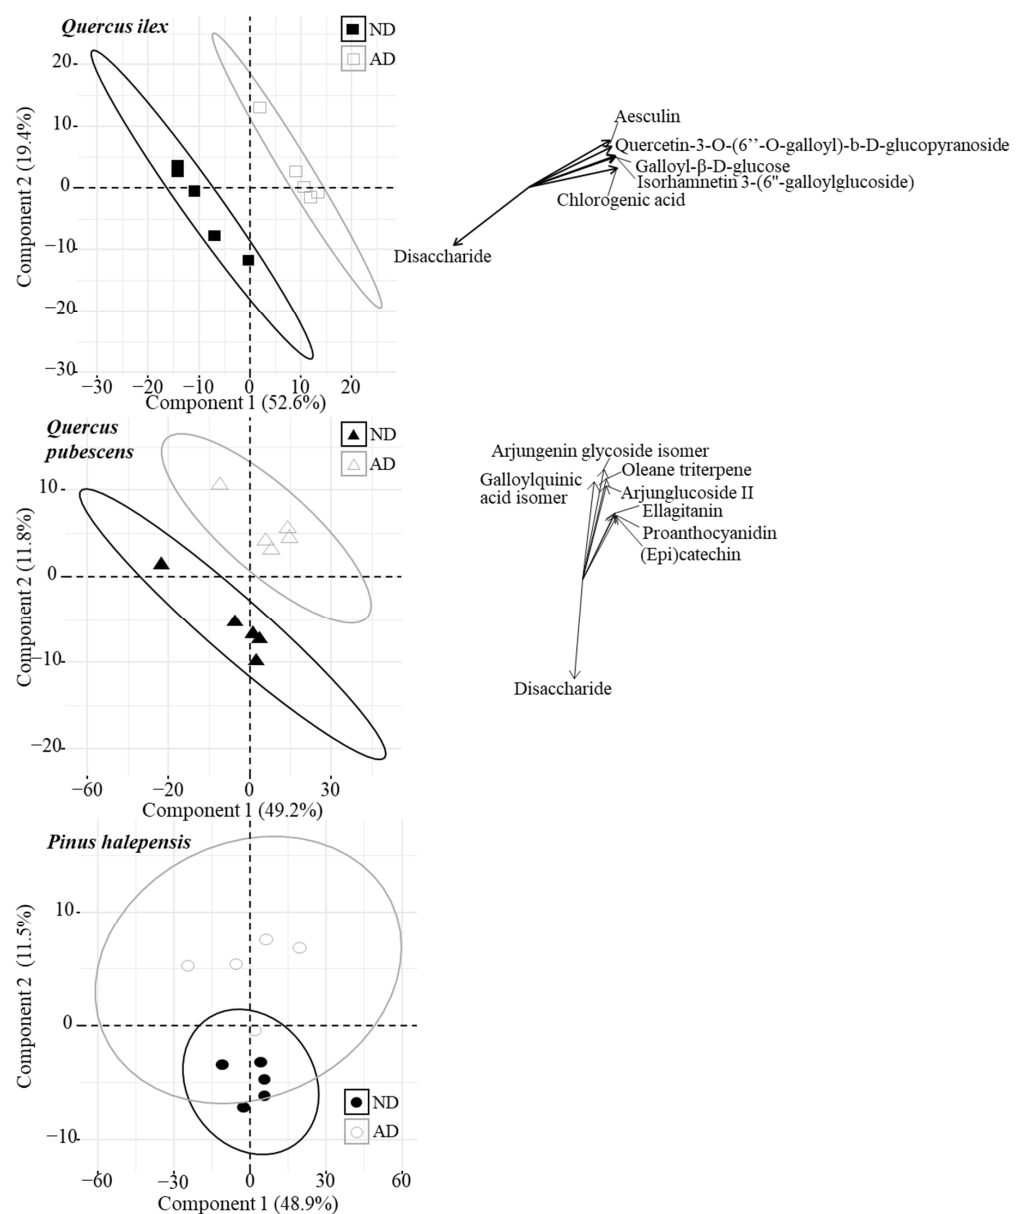 Quercus ilex
ND
AD
20
10
0
−10
−20
−30
Component 2 (19.4%)
−30 −20 −10 0 10 20
Component 1 (52.6%)
Aesculin
Quercetin-3-O-(6’’-O-galloyl)-b-D-glucopyranoside
Galloyl-β-D-glucose
Isorhamnetin 3-(6"-galloylglucoside)
Chlorogenic acid
Disaccharide
Quercus
pubescens
ND
AD
10
0
−10
−20
Component 2 (11.8%)
−60 −20 0 30
Component 1 (49.2%)
Arjungenin glycoside isomer
Oleane triterpene
Galloylquinic
acid isomer
Arjunglucoside II
Ellagitanin
Proanthocyanidin
(Epi)catechin
Disaccharide
Pinus halepensis
10
0
−10
Component 2 (11.5%)
ND
AD
−60 −30 0 30 60
Component 1 (48.9%)